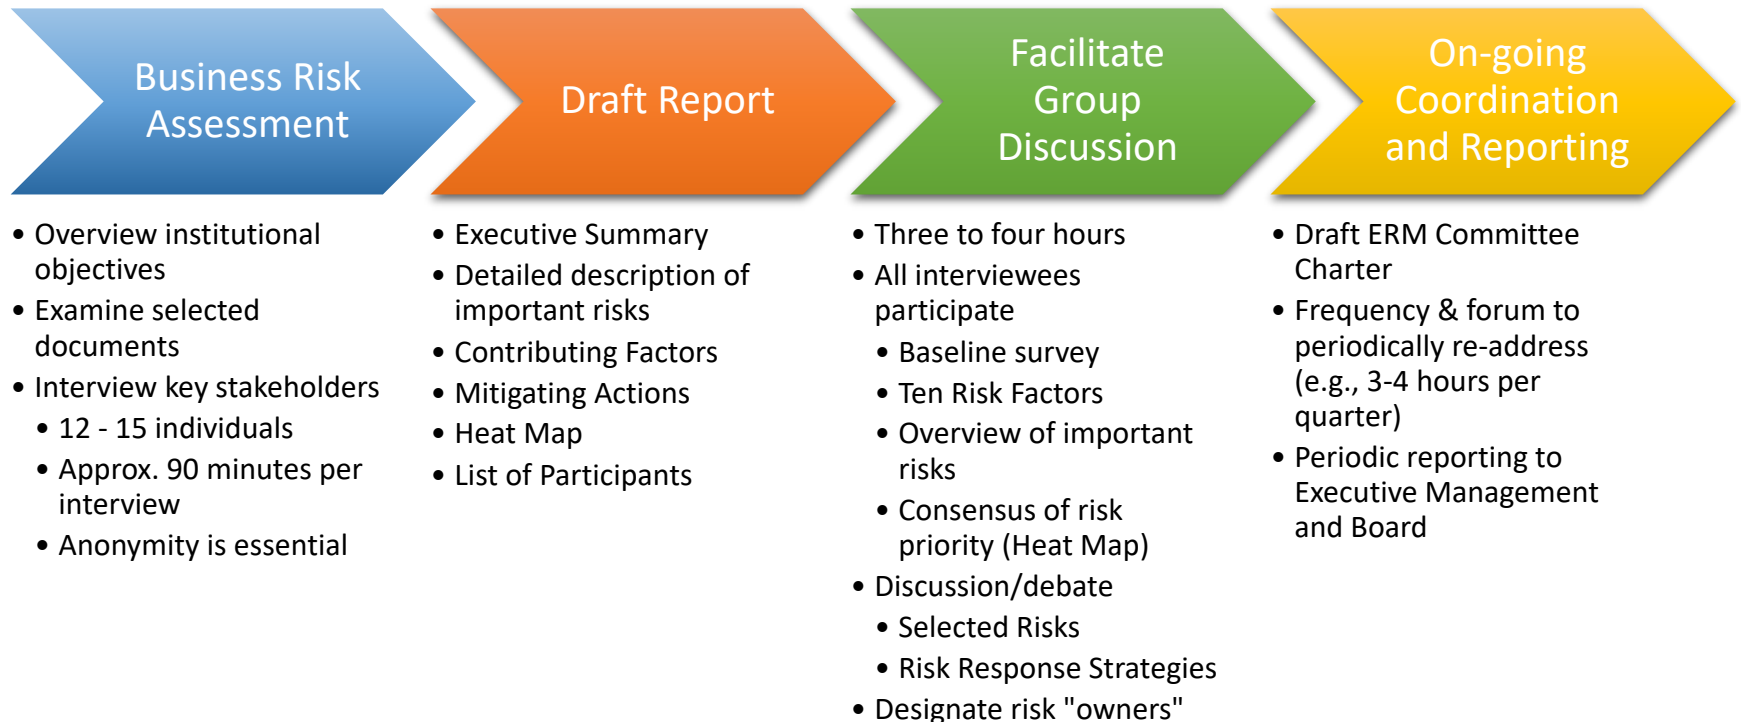 Business Risk
Assessment
• Overview institutional
objectives
• Examine selected
documents
• Interview key stakeholders
• 12 - 15 individuals
• Approx. 90 minutes per
interview
• Anonymity is essential
Draft Report
• Executive Summary
• Detailed description of
important risks
• Contributing Factors
• Mitigating Actions
• Heat Map
• List of Participants
Facilitate
Group
Discussion
• Three to four hours
• All interviewees
participate
• Baseline survey
• Ten Risk Factors
• Overview of important
risks
• Consensus of risk
priority (Heat Map)
• Discussion/debate
• Selected Risks
• Risk Response Strategies
• Designate risk "owners"
On-going
Coordination
and Reporting
• Draft ERM Committee
Charter
• Frequency & forum to
periodically re-address
(e.g., 3-4 hours per
quarter)
• Periodic reporting to
Executive Management
and Board